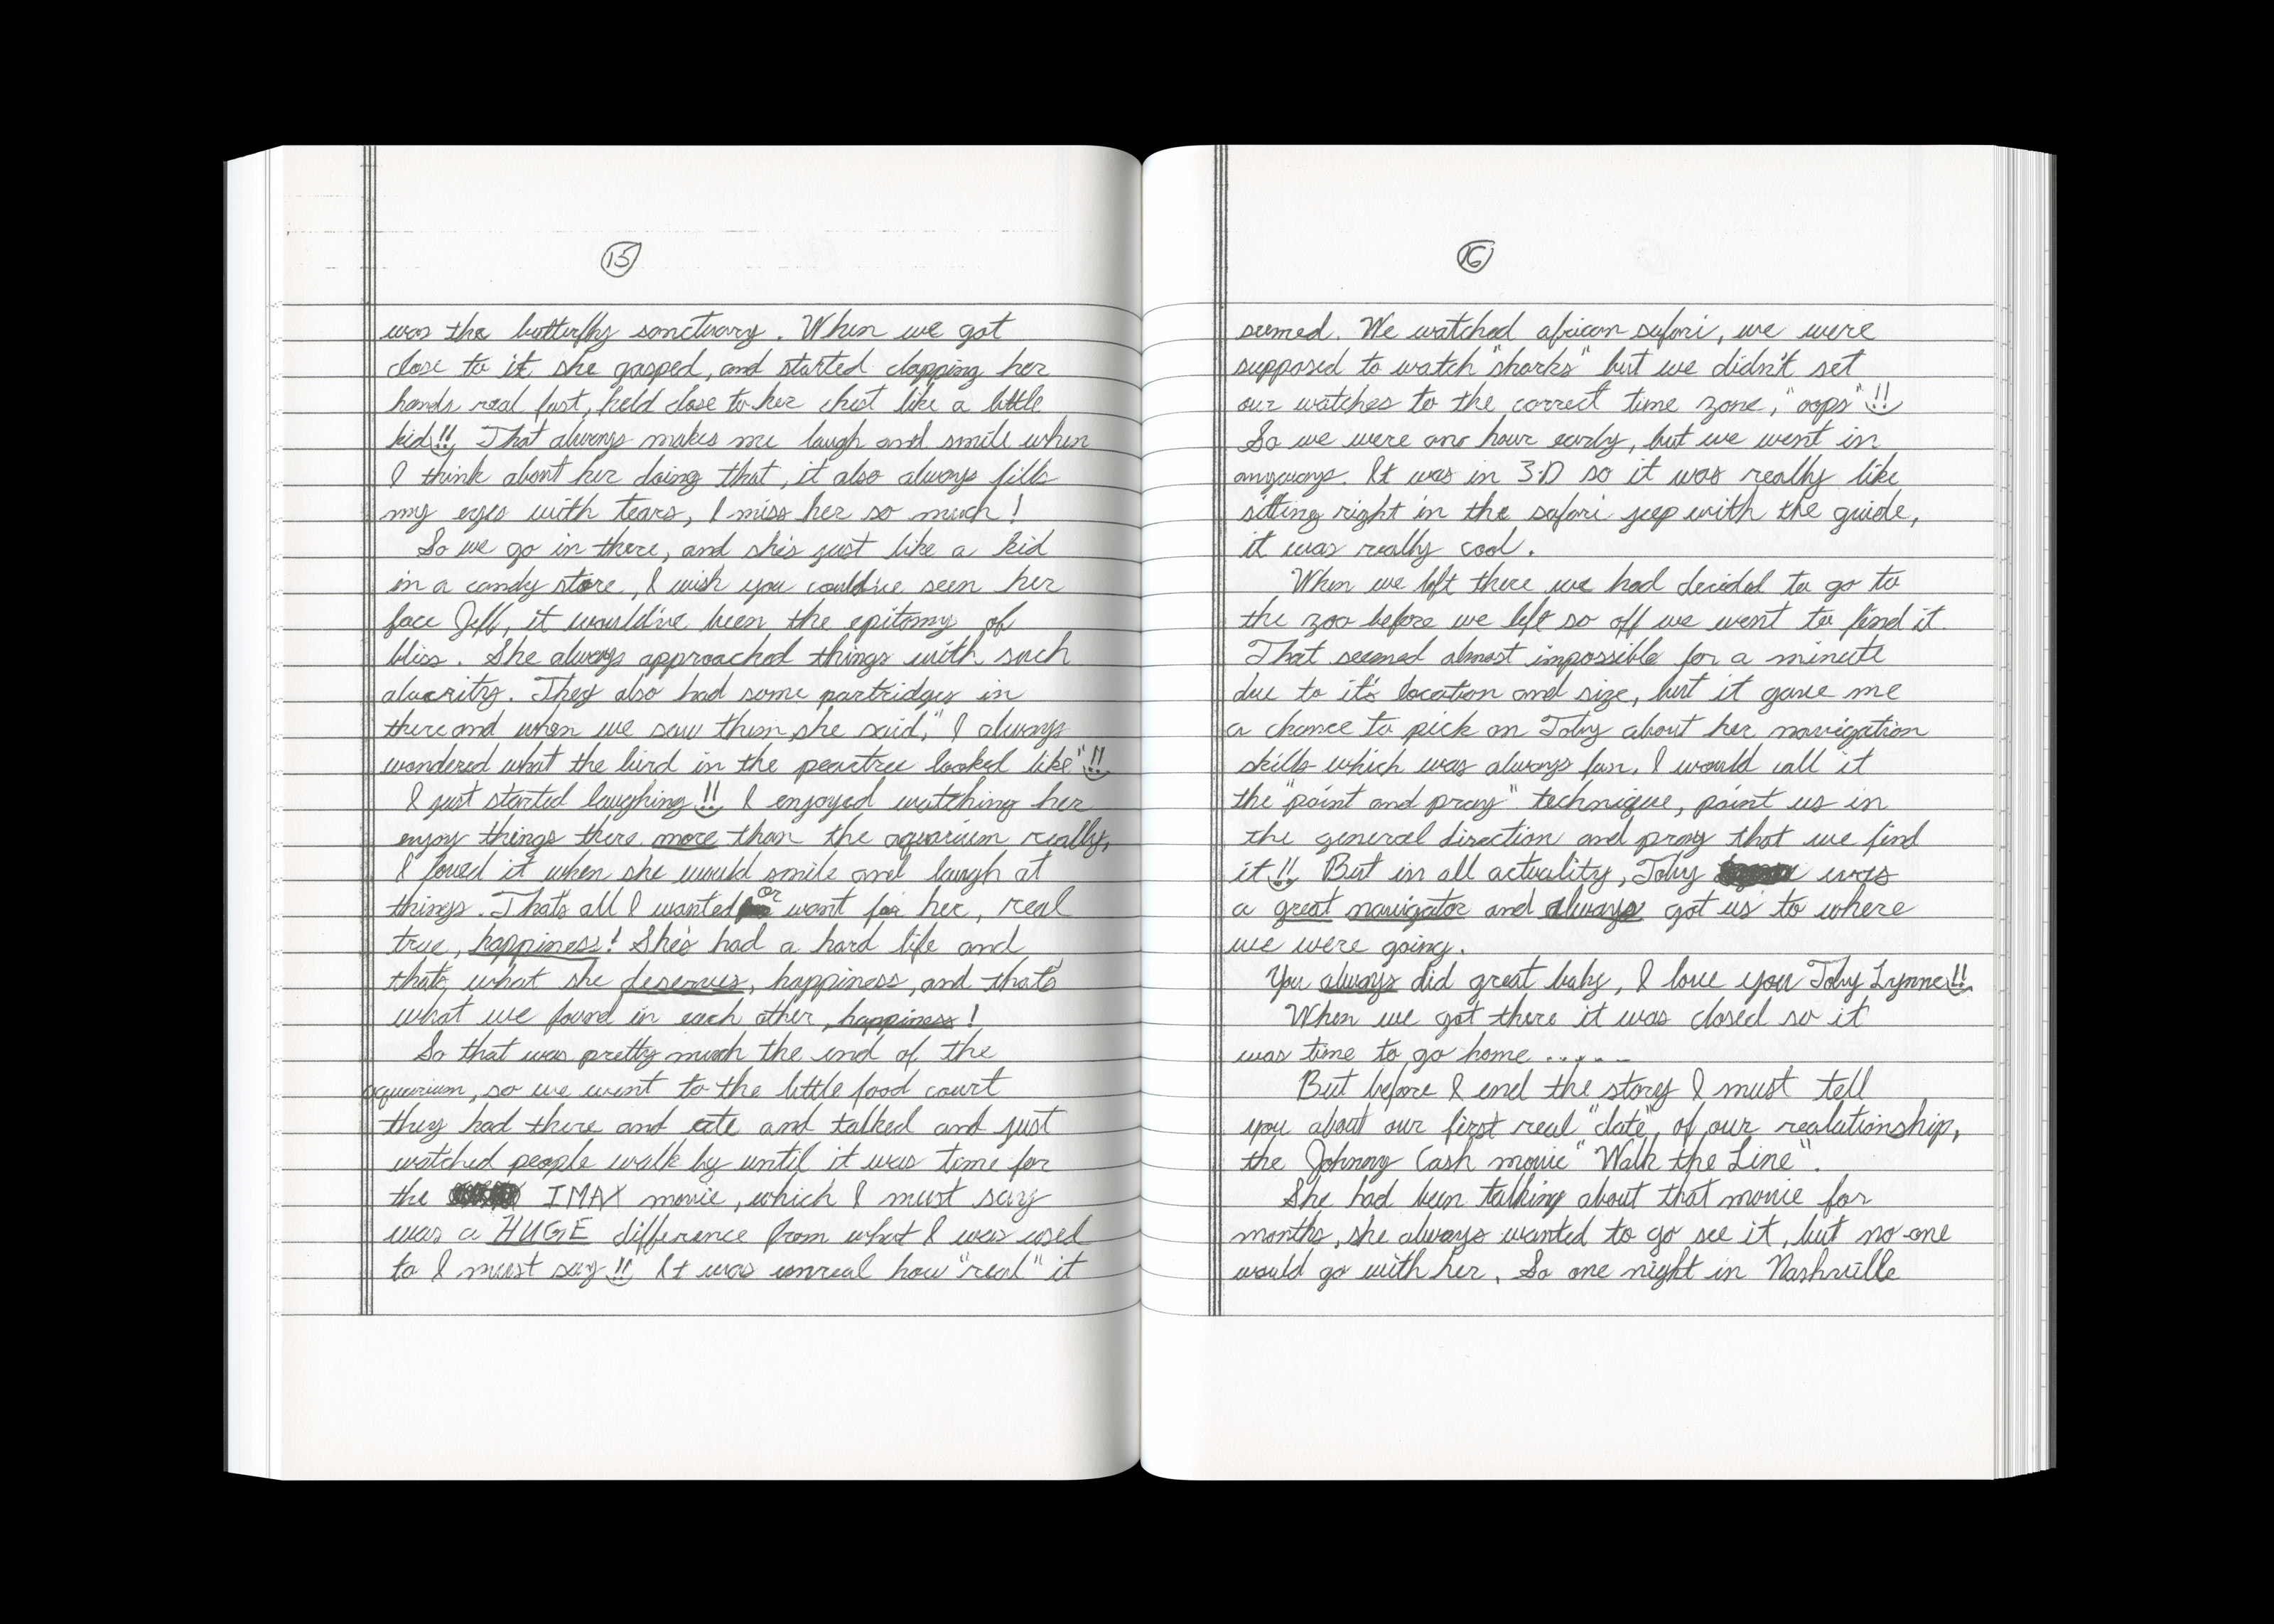 15
was the butterfly sanctuary. When we got
close to it she gasped, and started clapping her
hands real fast, held close to her chest like a little
kid!! That always makes me laugh and smile when
I think about her doing that, it also always fills
my eyes with tears, I miss her so much!
So we go in there, and she's just like a kid
in a candy store, I wish you could've seen her
face Jeff, it would've been the epitomy of
bliss. She always approached things with such
alacrity. They also had some partridges in
there and when we saw them she said, "I always
wondered what the bird in the peartree looked like"!!
I just started laughing!! I enjoyed watching her
enjoy things there more than the aquarium really,
I loved it when she would smile and laugh at
things. That's all I wanted or want for her, real
true, happiness! She's had a hard life and
that's what she deserves, happiness, and that's
what we found in each other, happiness!
So that was pretty much the end of the
aquarium, so we went to the little food court
they had there and ate and talked and just
watched people walk by until it was time for
the IMAX movie, which I must say
was a HUGE difference from what I was used
to I must say!! It was unreal how "real" it
16
seemed. We watched african safari, we were
supposed to watch "sharks" but we didn't set
our watches to the correct time zone, "oops"!!
So we were one hour early, but we went in
anyways. It was in 3-D so it was really like
sitting right in the safari jeep with the guide,
it was really cool.
When we left there we had decided to go to
the zoo before we left so off we went to find it.
That seemed almost impossible for a minute
due to it's location and size, but it gave me
a chance to pick on Toby about her navigation
skills which was always fun. I would call it
the "point and pray" technique, point us in
the general direction and pray that we find
it!! But in all actuality, Toby was
a great navigator and always got us to where
we were going.
You always did great baby, I love you Toby Lynne!!
When we got there it was closed so it
was time to go home......
But before I end the story I must tell
you about our first real "date", of our realationship,
the Johnny Cash movie "Walk the Line".
She had been talking about that movie for
months, she always wanted to go see it, but no-one
would go with her. So one night in Nashville